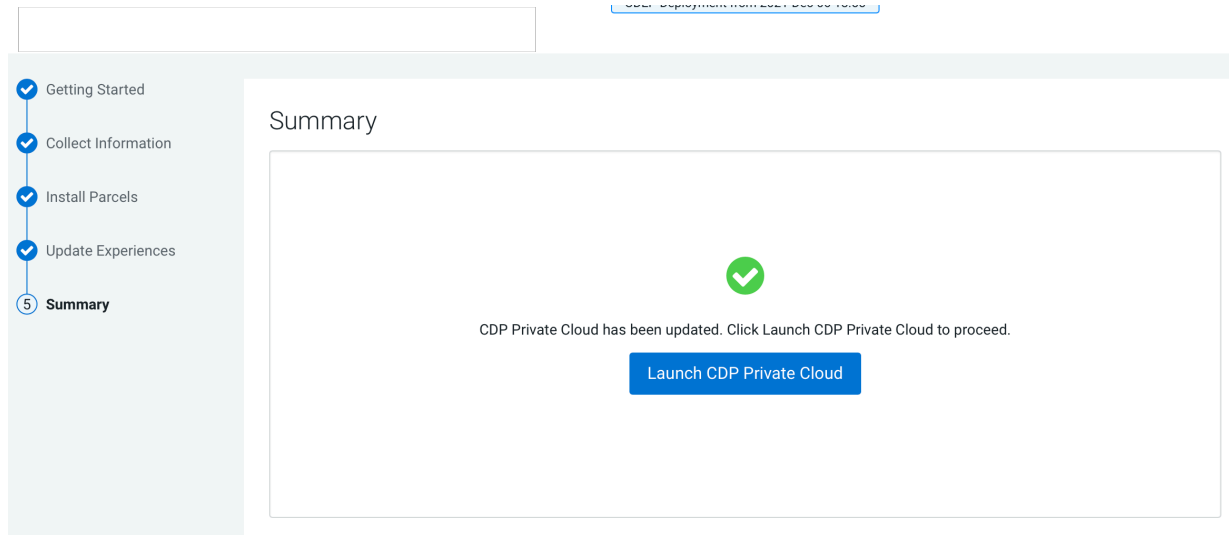 Getting Started
Collect Information
Install Parcels
Update Experiences
5 Summary
Summary
CDP Private Cloud has been updated. Click Launch CDP Private Cloud to proceed.
Launch CDP Private Cloud